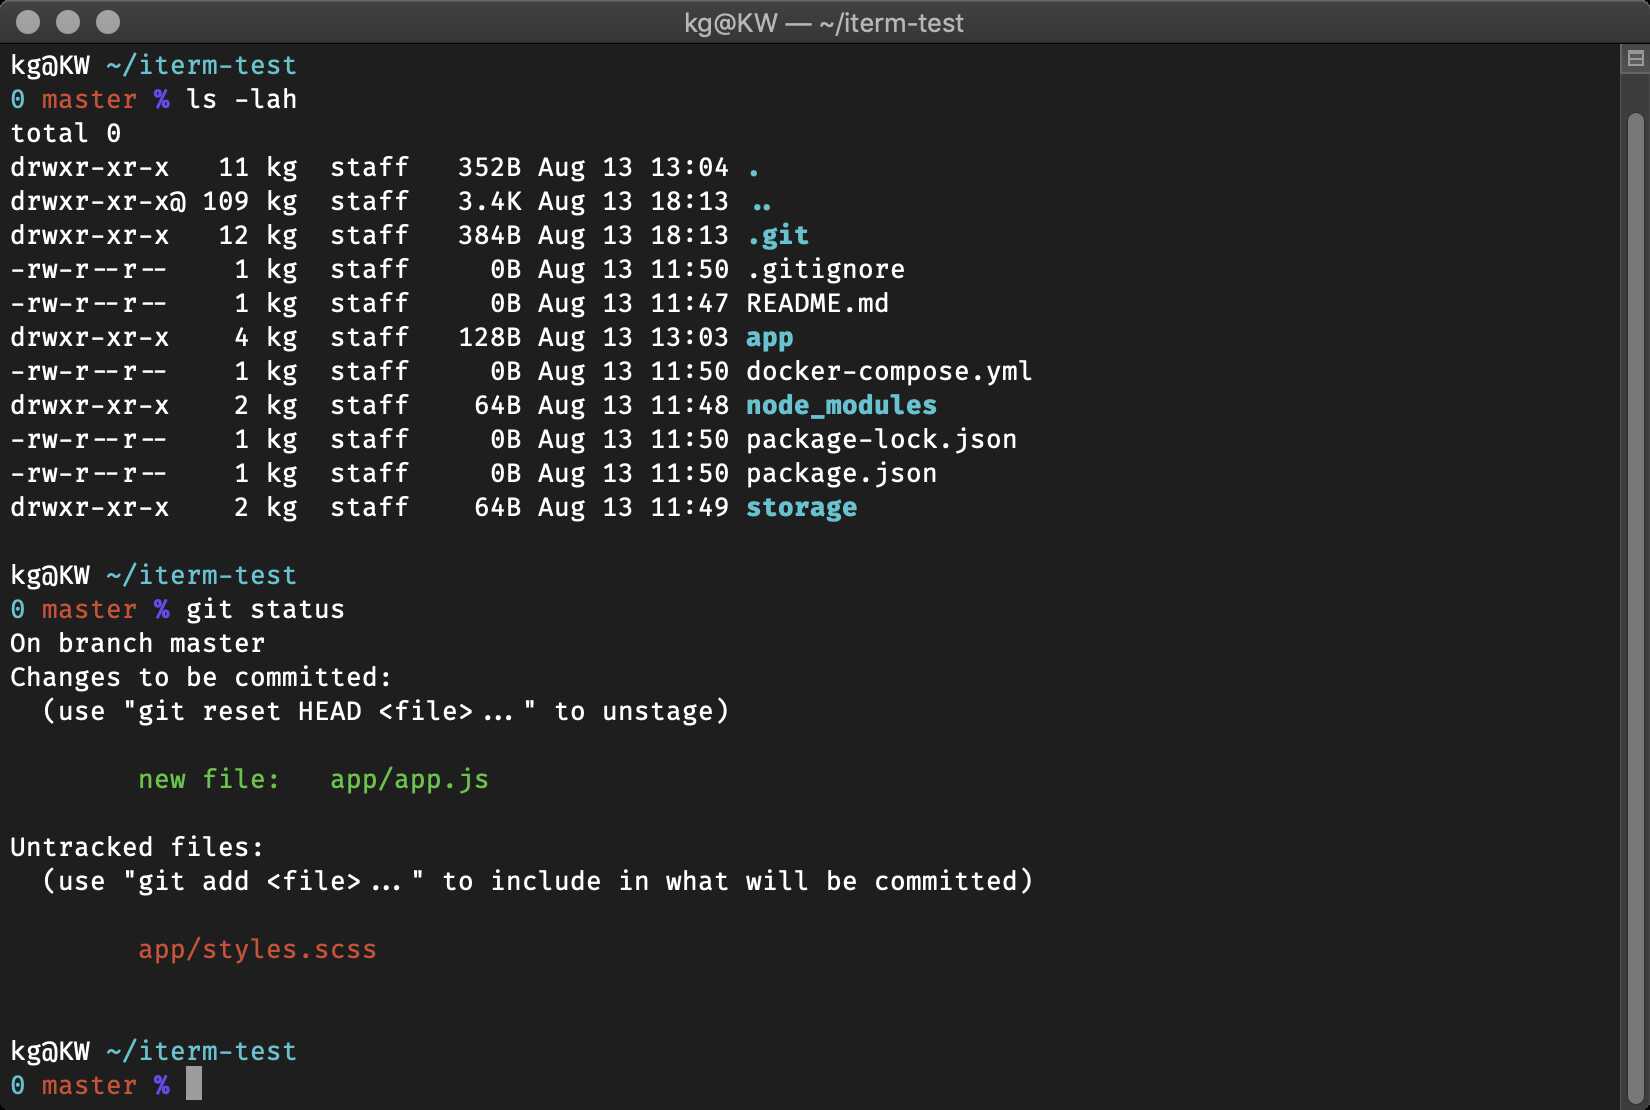 kg@KW — ~/iterm-test
kg@KW ~/iterm-test
0 master % ls -lah
total 0
drwxr-xr-x   11 kg  staff   352B Aug 13 13:04 .
drwxr-xr-x@ 109 kg  staff   3.4K Aug 13 18:13 ..
drwxr-xr-x   12 kg  staff   384B Aug 13 18:13 .git
-rw-r--r--    1 kg  staff     0B Aug 13 11:50 .gitignore
-rw-r--r--    1 kg  staff     0B Aug 13 11:47 README.md
drwxr-xr-x    4 kg  staff   128B Aug 13 13:03 app
-rw-r--r--    1 kg  staff     0B Aug 13 11:50 docker-compose.yml
drwxr-xr-x    2 kg  staff    64B Aug 13 11:48 node_modules
-rw-r--r--    1 kg  staff     0B Aug 13 11:50 package-lock.json
-rw-r--r--    1 kg  staff     0B Aug 13 11:50 package.json
drwxr-xr-x    2 kg  staff    64B Aug 13 11:49 storage

kg@KW ~/iterm-test
0 master % git status
On branch master
Changes to be committed:
  (use "git reset HEAD <file>..." to unstage)

        new file:   app/app.js

Untracked files:
  (use "git add <file>..." to include in what will be committed)

        app/styles.scss

kg@KW ~/iterm-test
0 master %